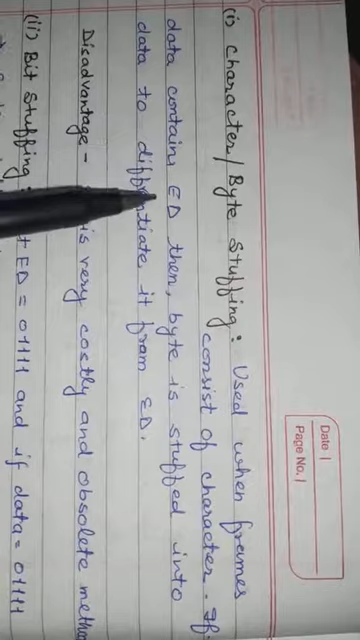 Date |
Page No. |
(i) Character/Byte Stuffing: Used when frames
consist of character. If
data contains ED then, byte is stuffed into
data to differentiate it from ED.
Disadvantage - is very costly and obsolete
(ii) Bit Stuffing: ED = 01111 and if data = 01111